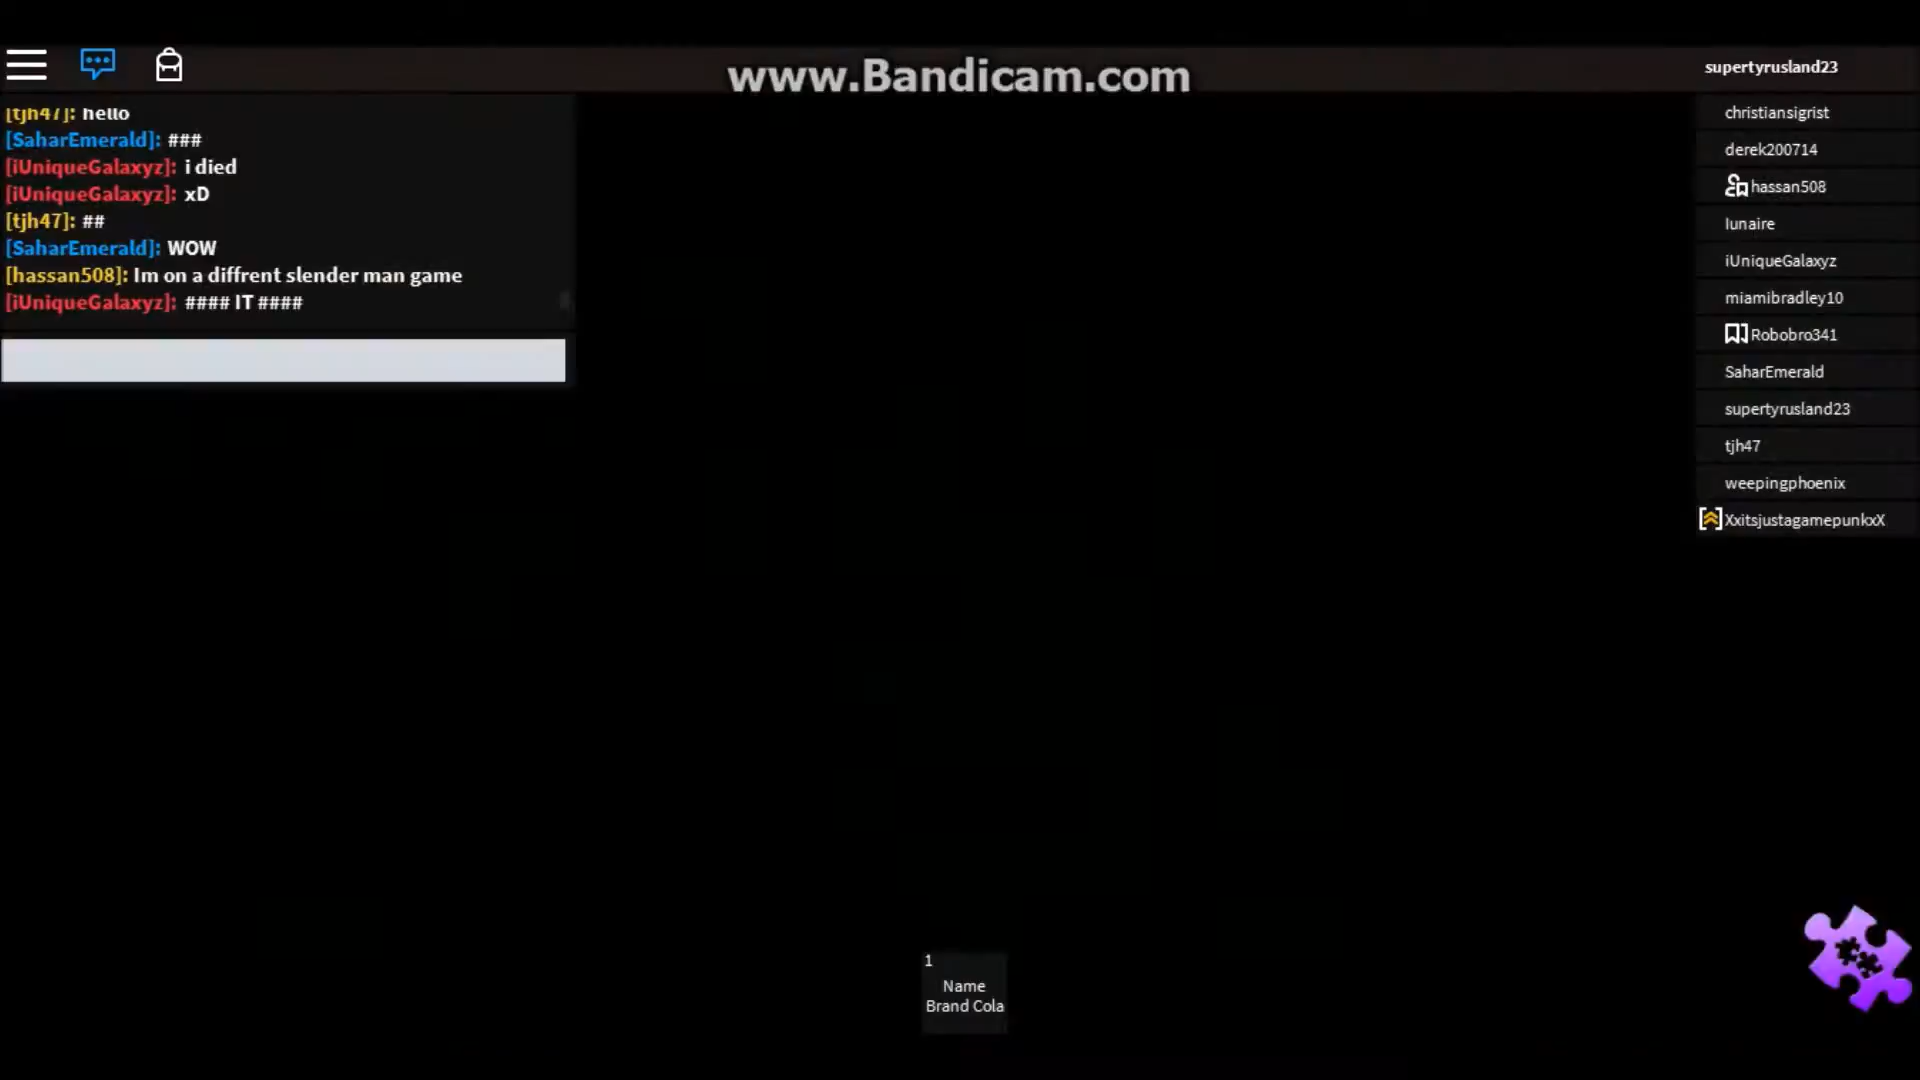 www.Bandicam.com
supertyrusland23
[tjh47]: hello
[SaharEmerald]: ###
[iUniqueGalaxyz]: i died
[iUniqueGalaxyz]: xD
[tjh47]: ##
[SaharEmerald]: WOW
[hassan508]: Im on a diffrent slender man game
[iUniqueGalaxyz]: #### IT ####
christiansigrist
derek200714
hassan508
lunaire
iUniqueGalaxyz
miamibradley10
Robobro341
SaharEmerald
supertyrusland23
tjh47
weepingphoenix
XxitsjustagamepunkxX
1
Name
Brand Cola